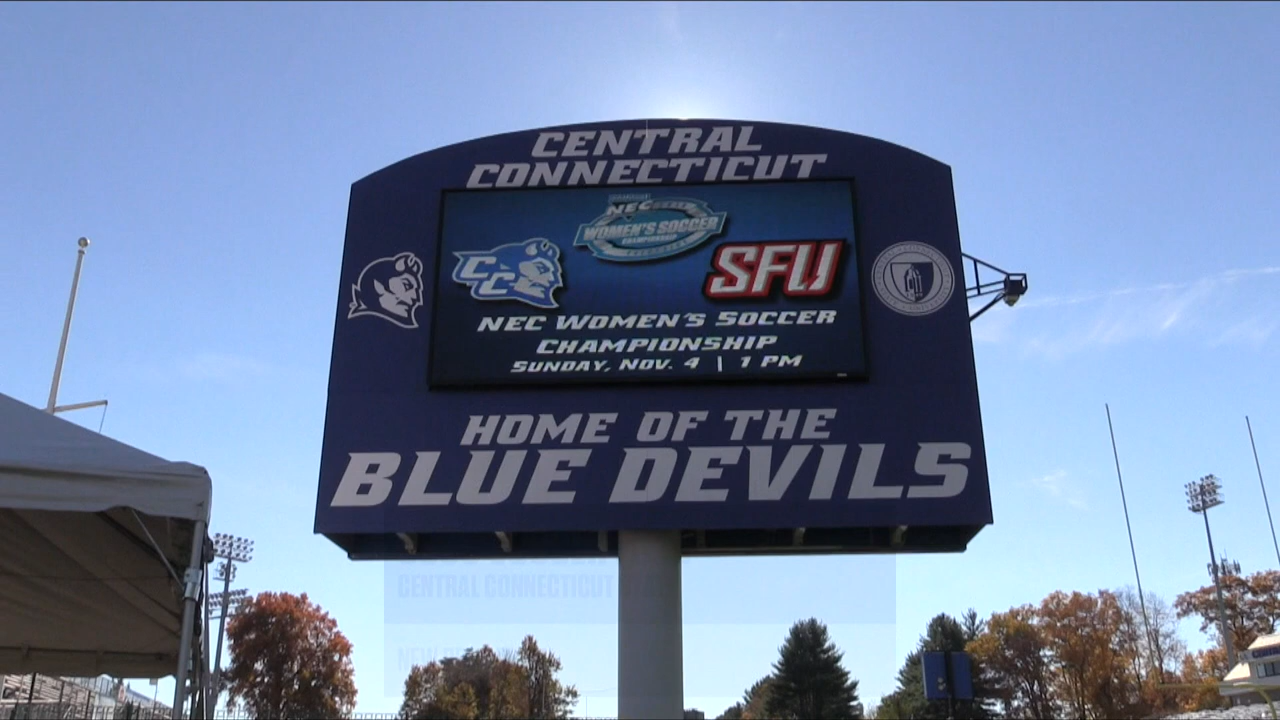 CENTRAL
CONNECTICUT
NEC
WOMEN'S SOCCER
CHAMPIONSHIP
CC
SFU
NEC WOMEN'S SOCCER
CHAMPIONSHIP
SUNDAY, NOV. 4 | 1 PM
HOME OF THE
BLUE DEVILS
CENTRAL CONNECTICUT